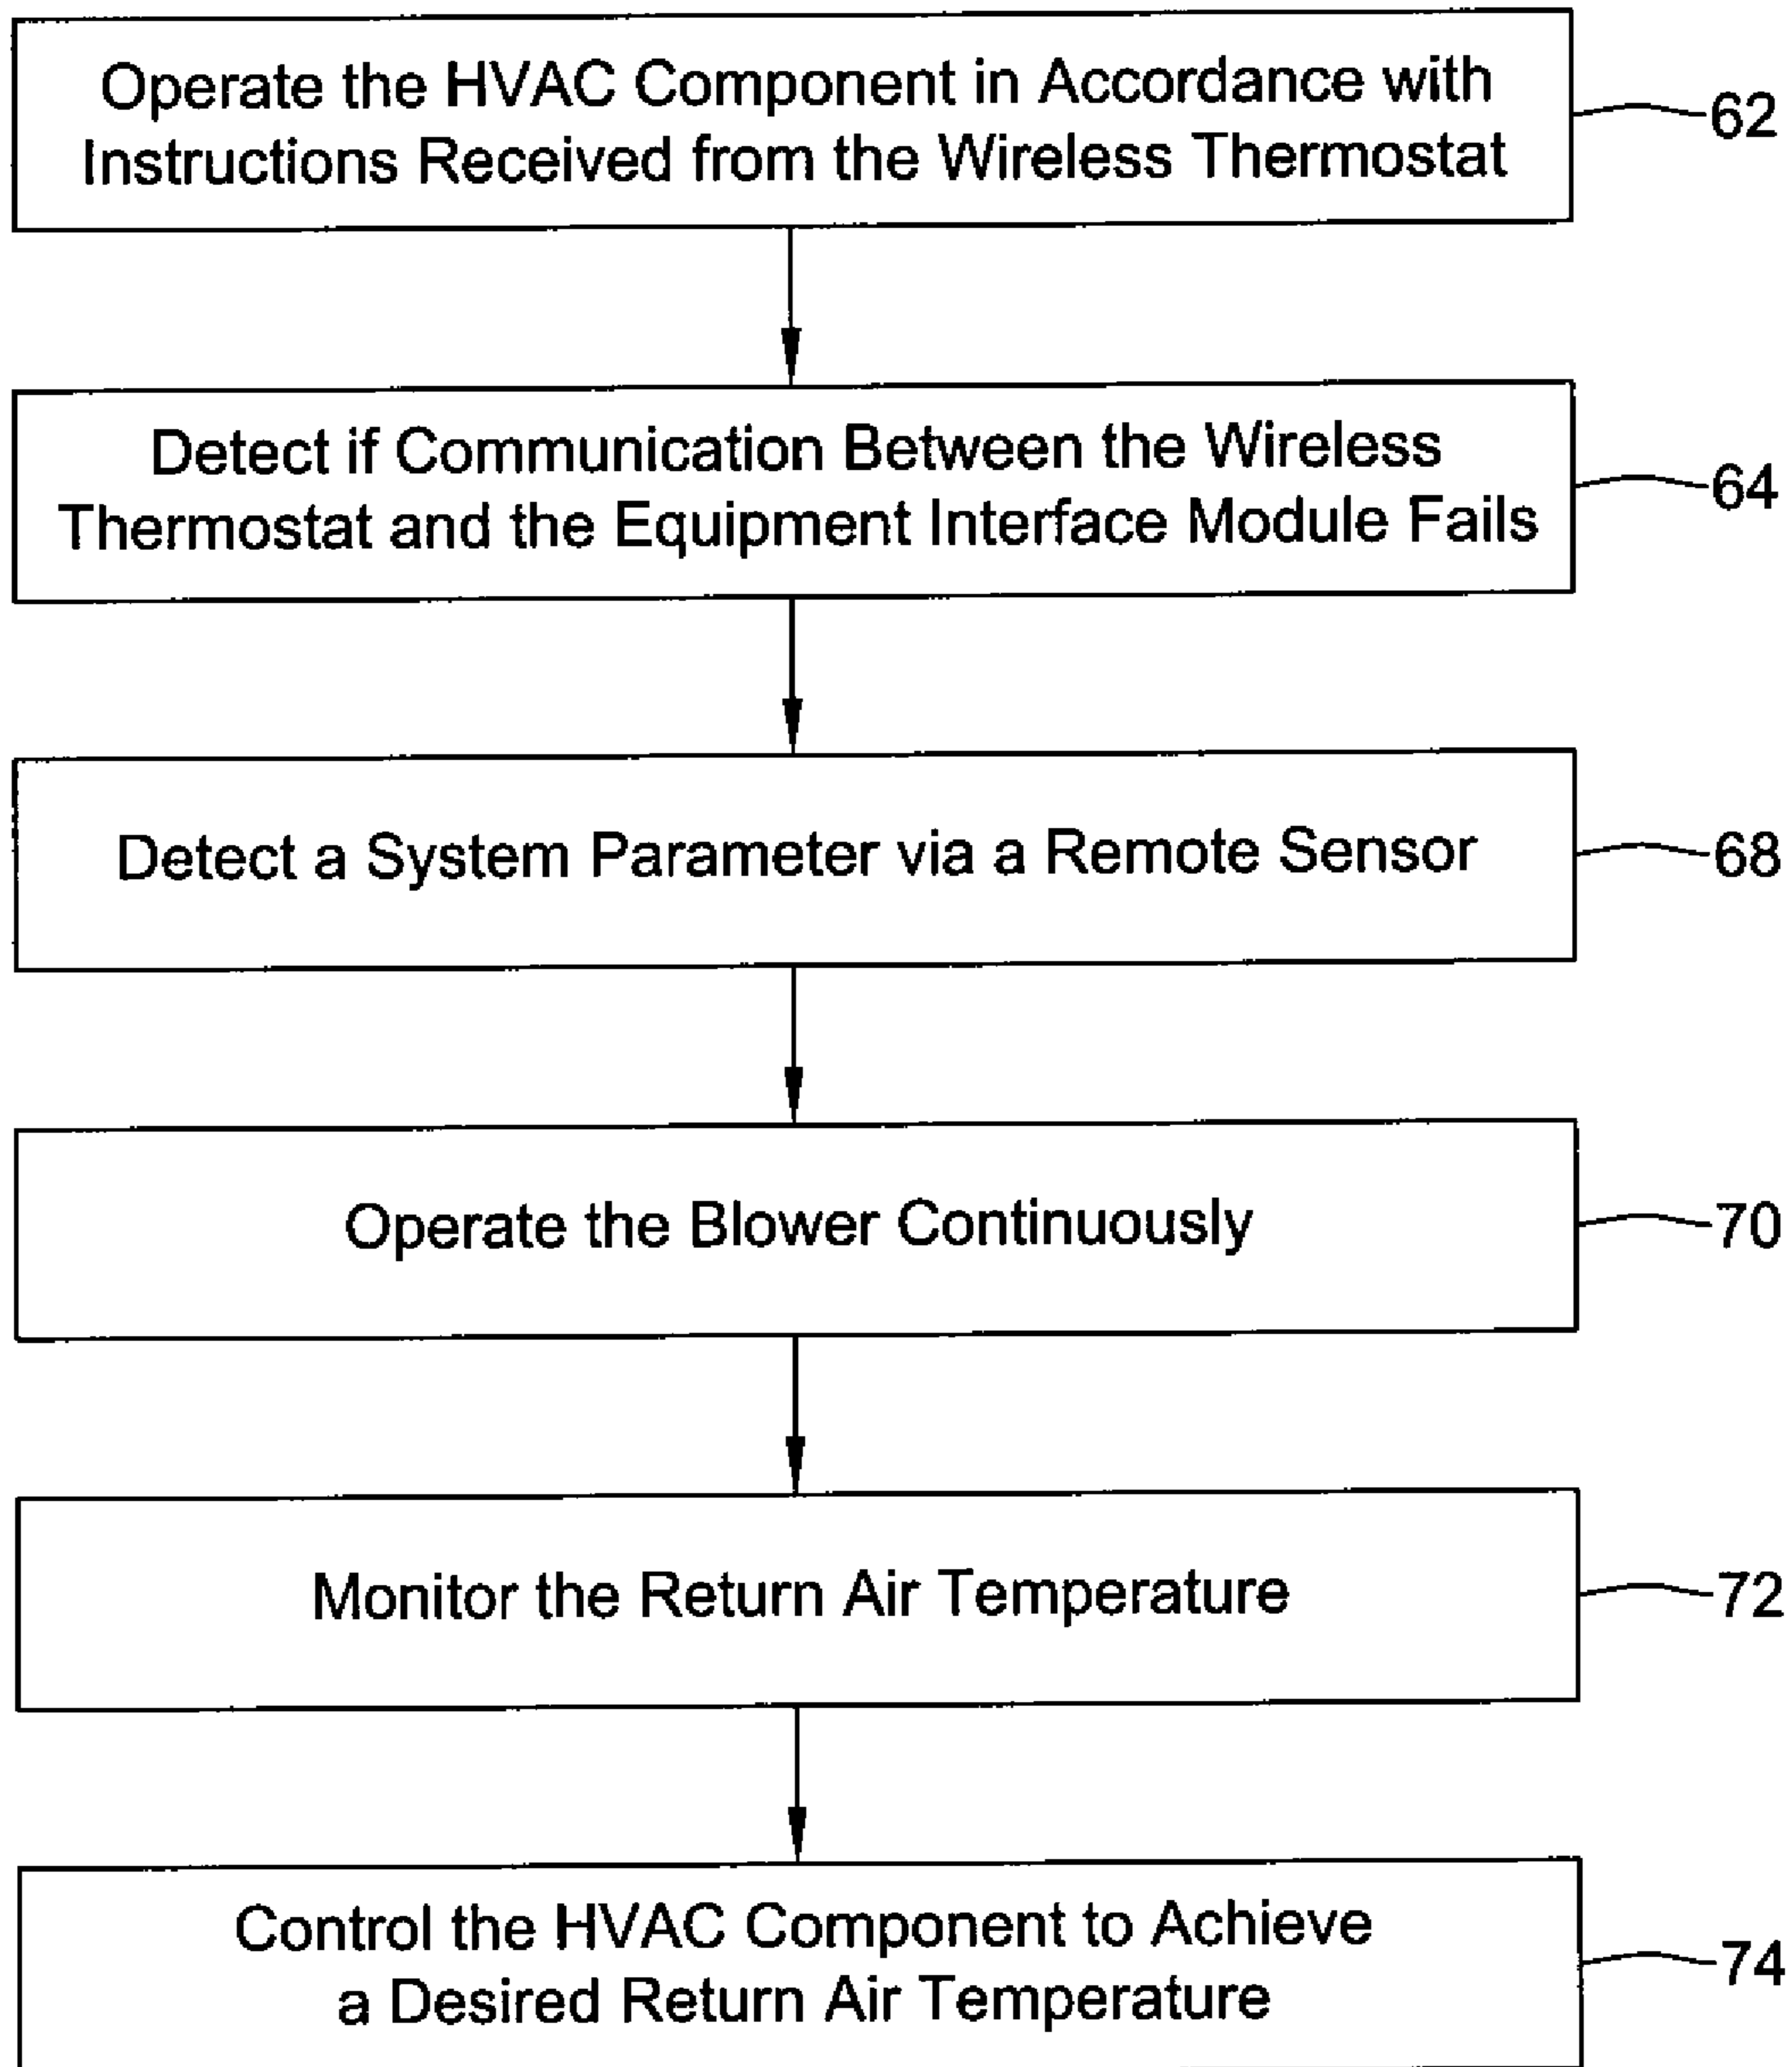 Operate the HVAC Component in Accordance with
Instructions Received from the Wireless Thermostat
62
Detect if Communication Between the Wireless
Thermostat and the Equipment Interface Module Fails
64
Detect a System Parameter via a Remote Sensor
68
Operate the Blower Continuously
70
Monitor the Return Air Temperature
72
Control the HVAC Component to Achieve
a Desired Return Air Temperature
74